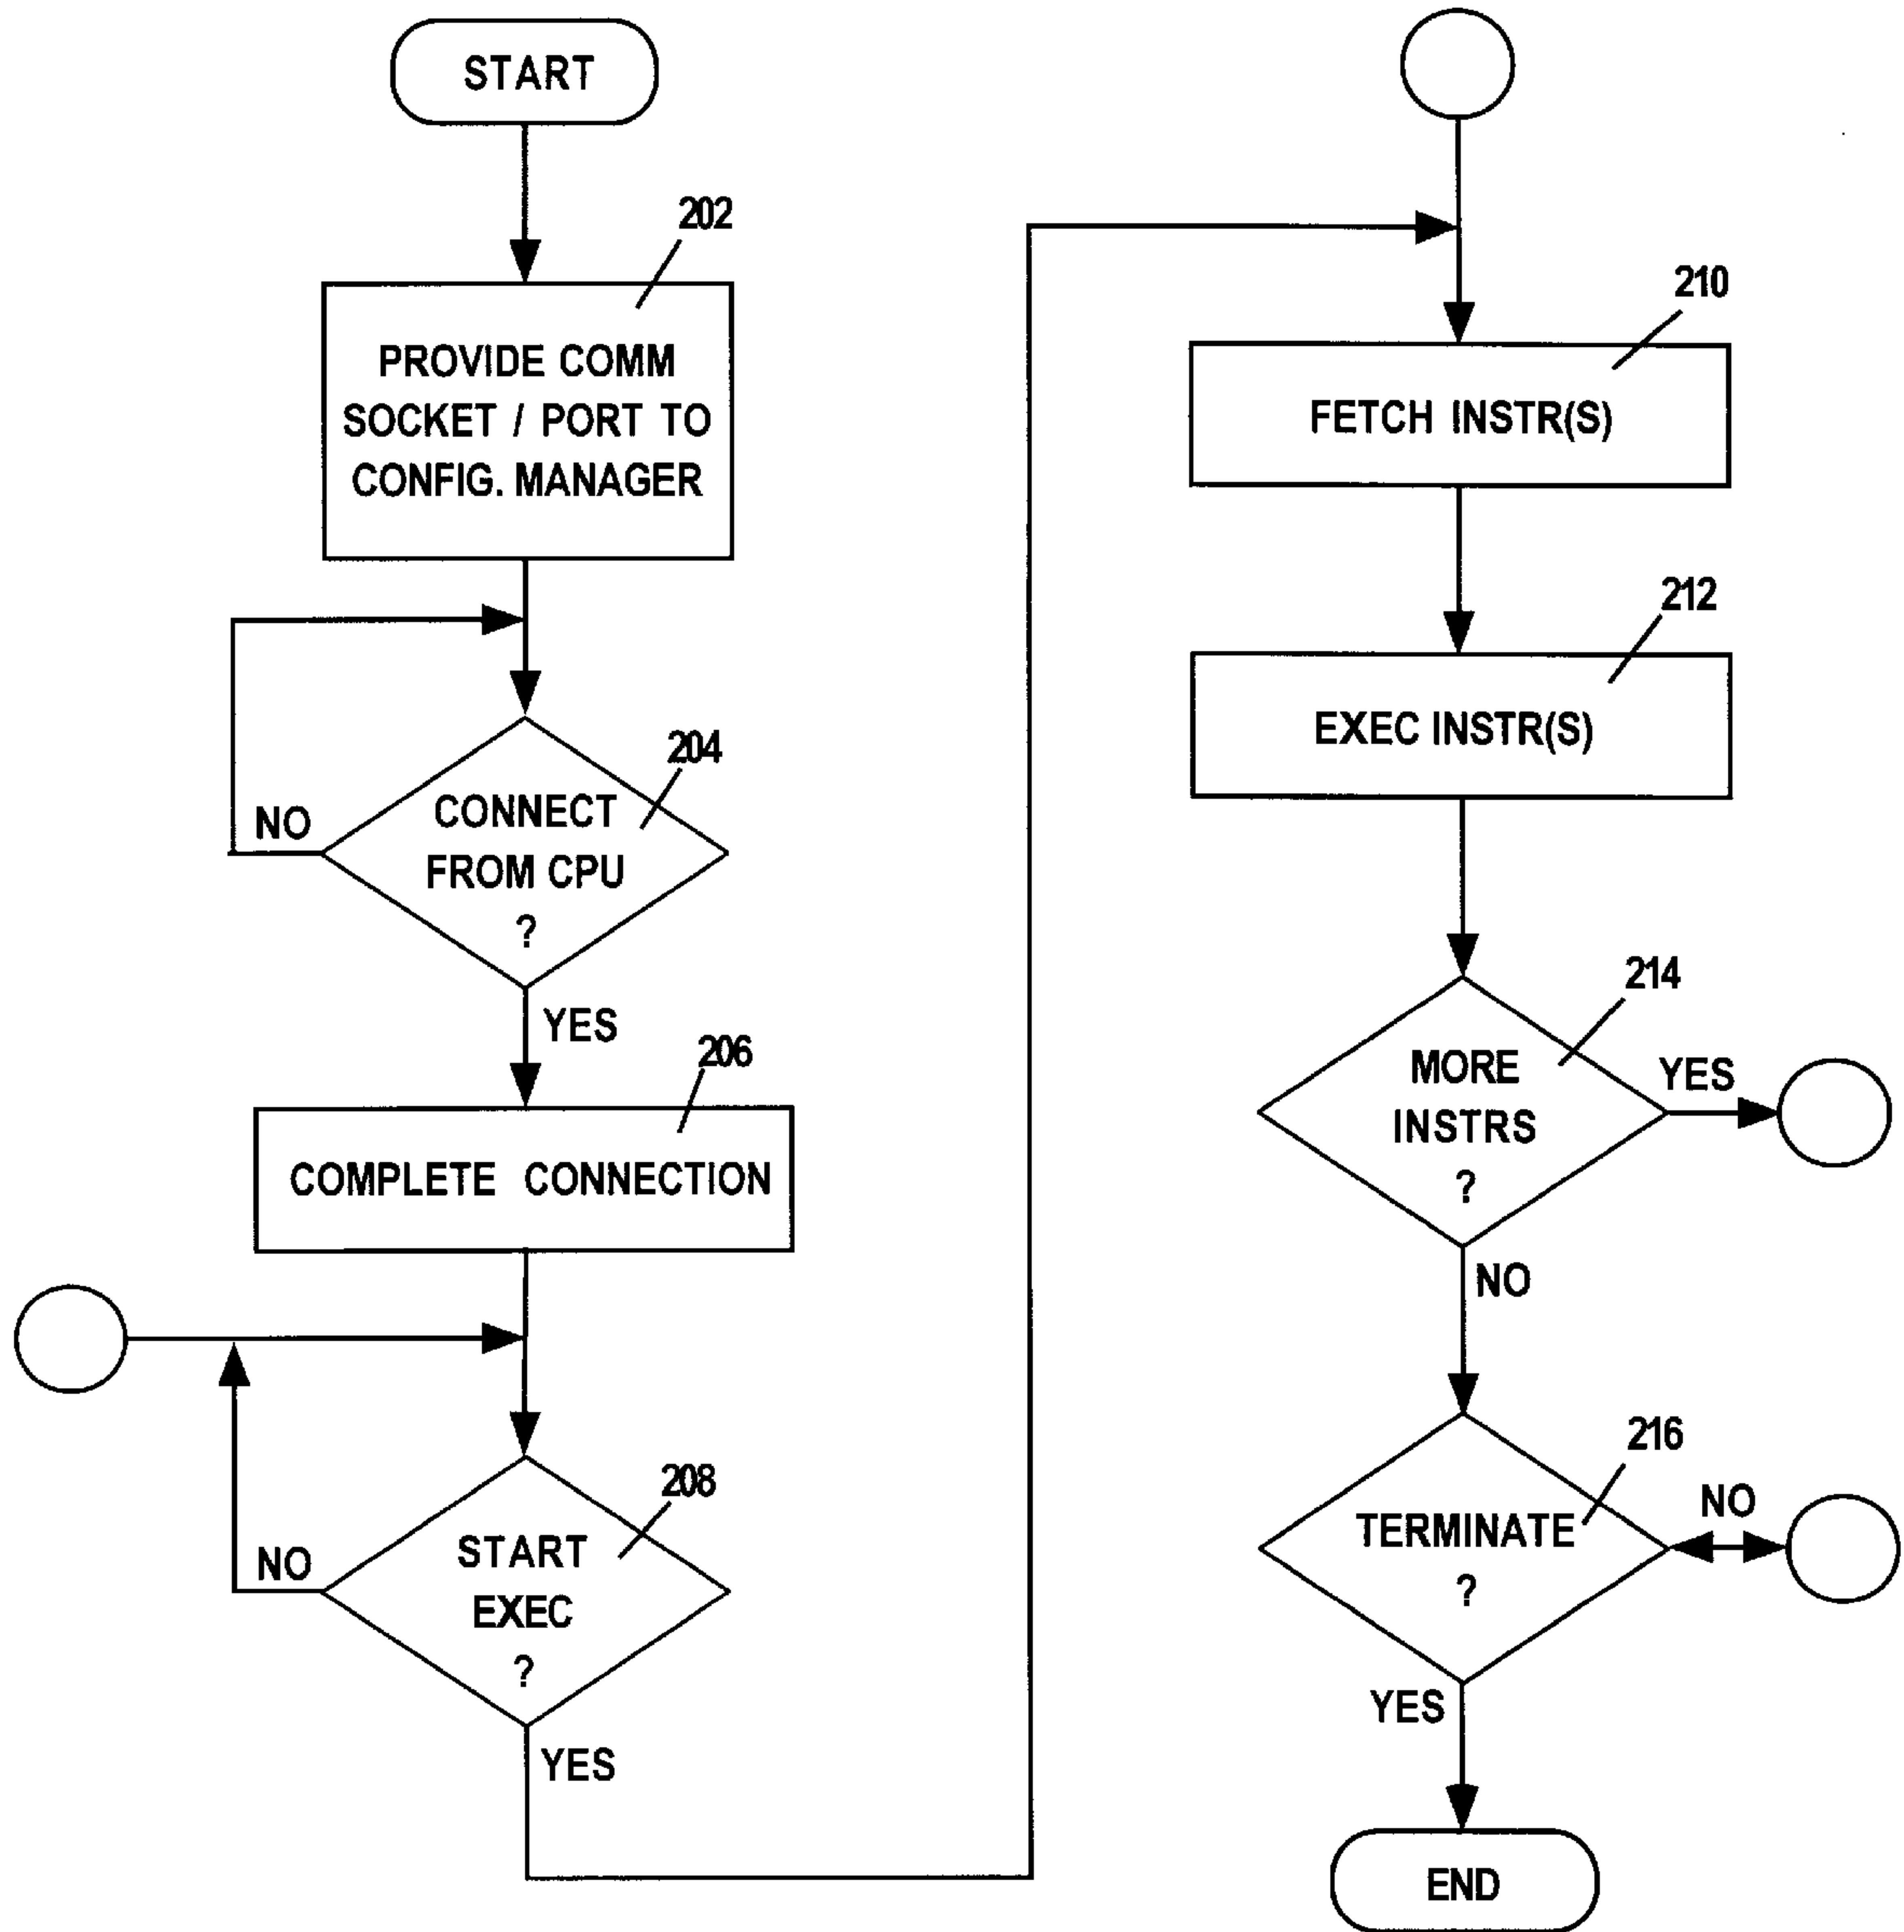 START
202
PROVIDE COMM
SOCKET / PORT TO
CONFIG. MANAGER
204
CONNECT
FROM CPU
?
NO
YES
206
COMPLETE CONNECTION
208
START
EXEC
?
NO
YES
210
FETCH INSTR(S)
212
EXEC INSTR(S)
214
MORE
INSTRS
?
YES
NO
216
TERMINATE
?
NO
YES
END